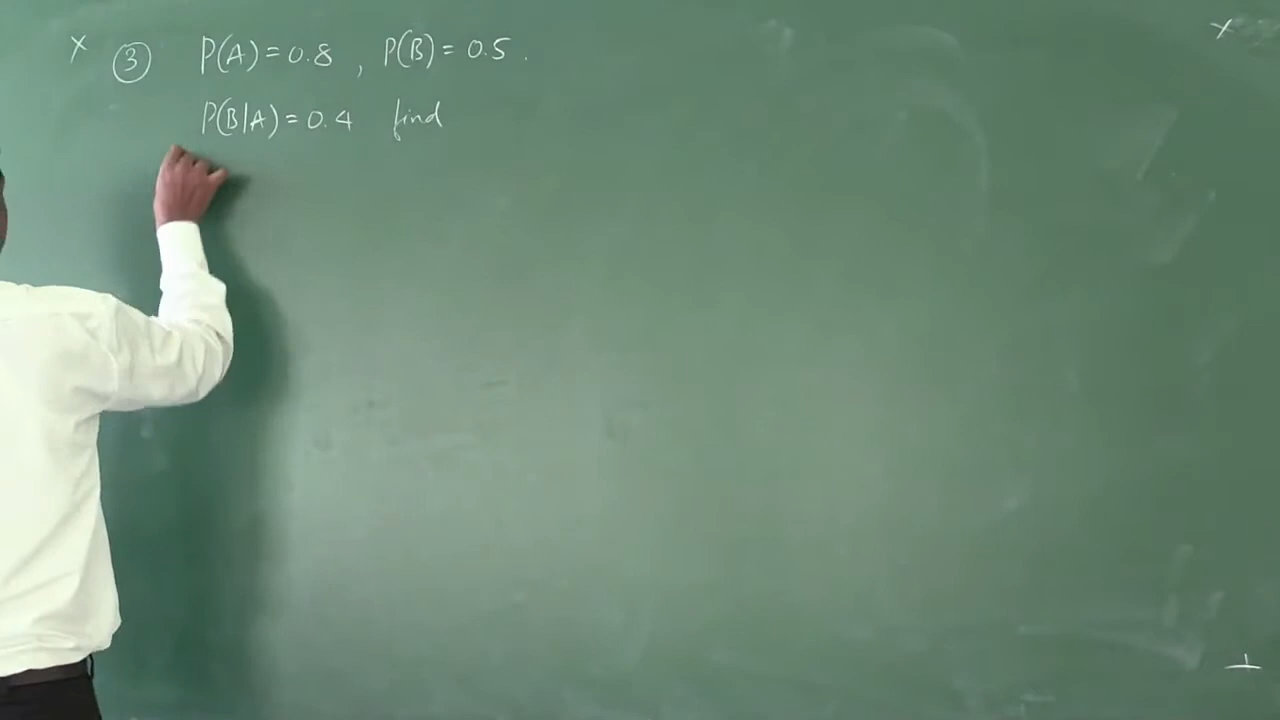 x ③ P(A) = 0.8 , P(B) = 0.5 .
P(B|A) = 0.4 find